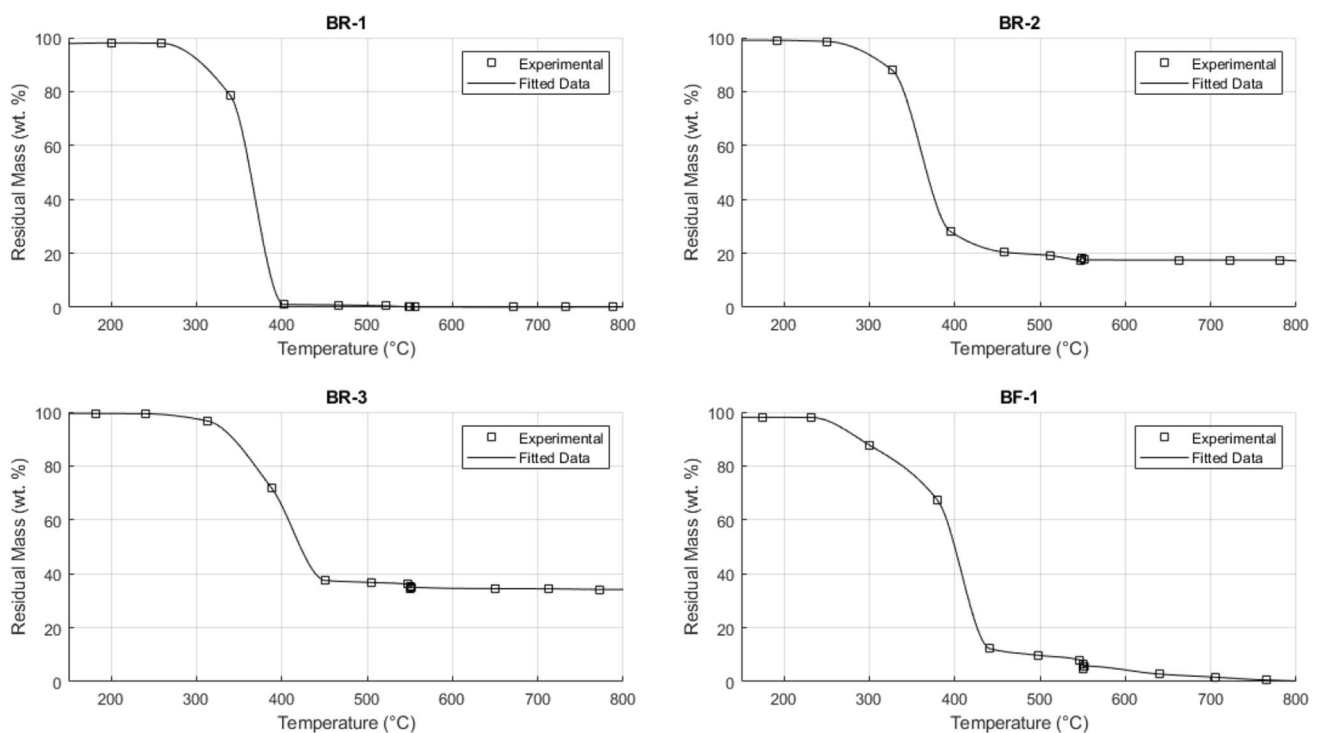 BR-1
Residual Mass (wt. %)
100
80
60
40
20
0
Experimental
Fitted Data
200 300 400 500 600 700 800
Temperature (°C)
BR-2
Residual Mass (wt. %)
100
80
60
40
20
0
Experimental
Fitted Data
200 300 400 500 600 700 800
Temperature (°C)
BR-3
Residual Mass (wt. %)
100
80
60
40
20
0
Experimental
Fitted Data
200 300 400 500 600 700 800
Temperature (°C)
BF-1
Residual Mass (wt. %)
100
80
60
40
20
0
Experimental
Fitted Data
200 300 400 500 600 700 800
Temperature (°C)